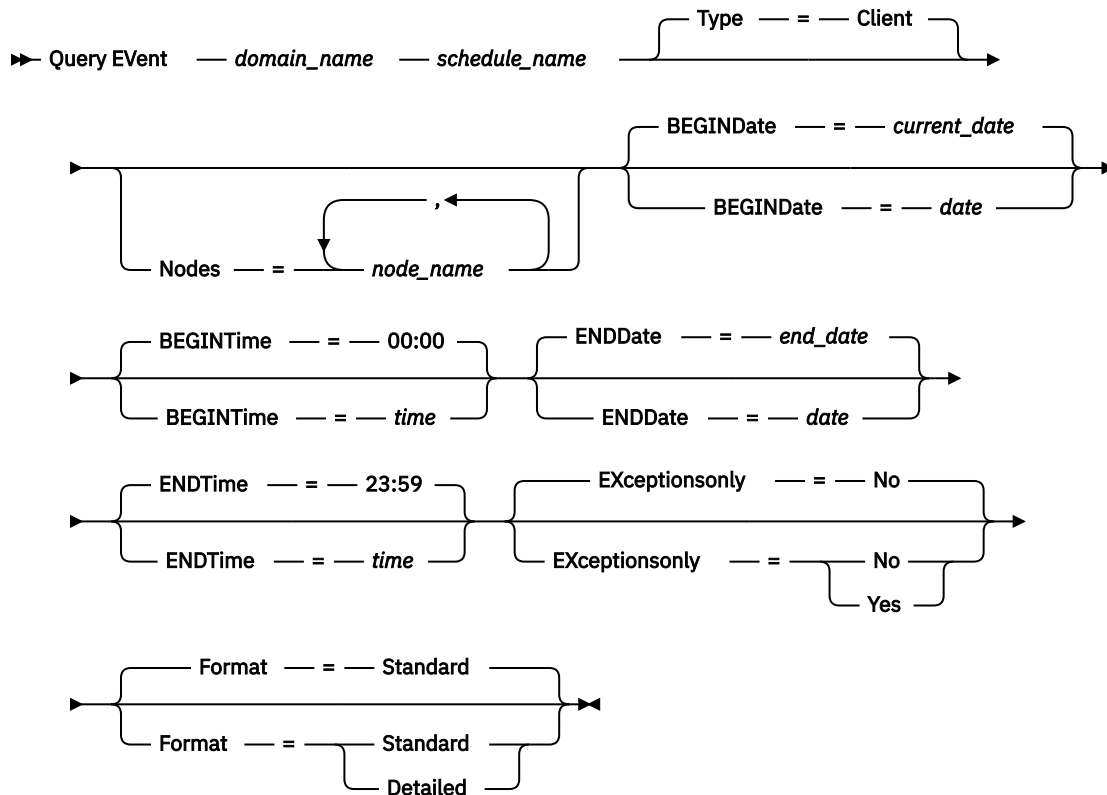 Type = Client
Query EVent domain_name schedule_name
BEGINDate = current_date
BEGINDate = date
,
Nodes = node_name
BEGINTime = 00:00
BEGINTime = time
ENDDate = end_date
ENDDate = date
ENDTime = 23:59
ENDTime = time
EXceptionsonly = No
EXceptionsonly = No
Yes
Format = Standard
Format = Standard
Detailed